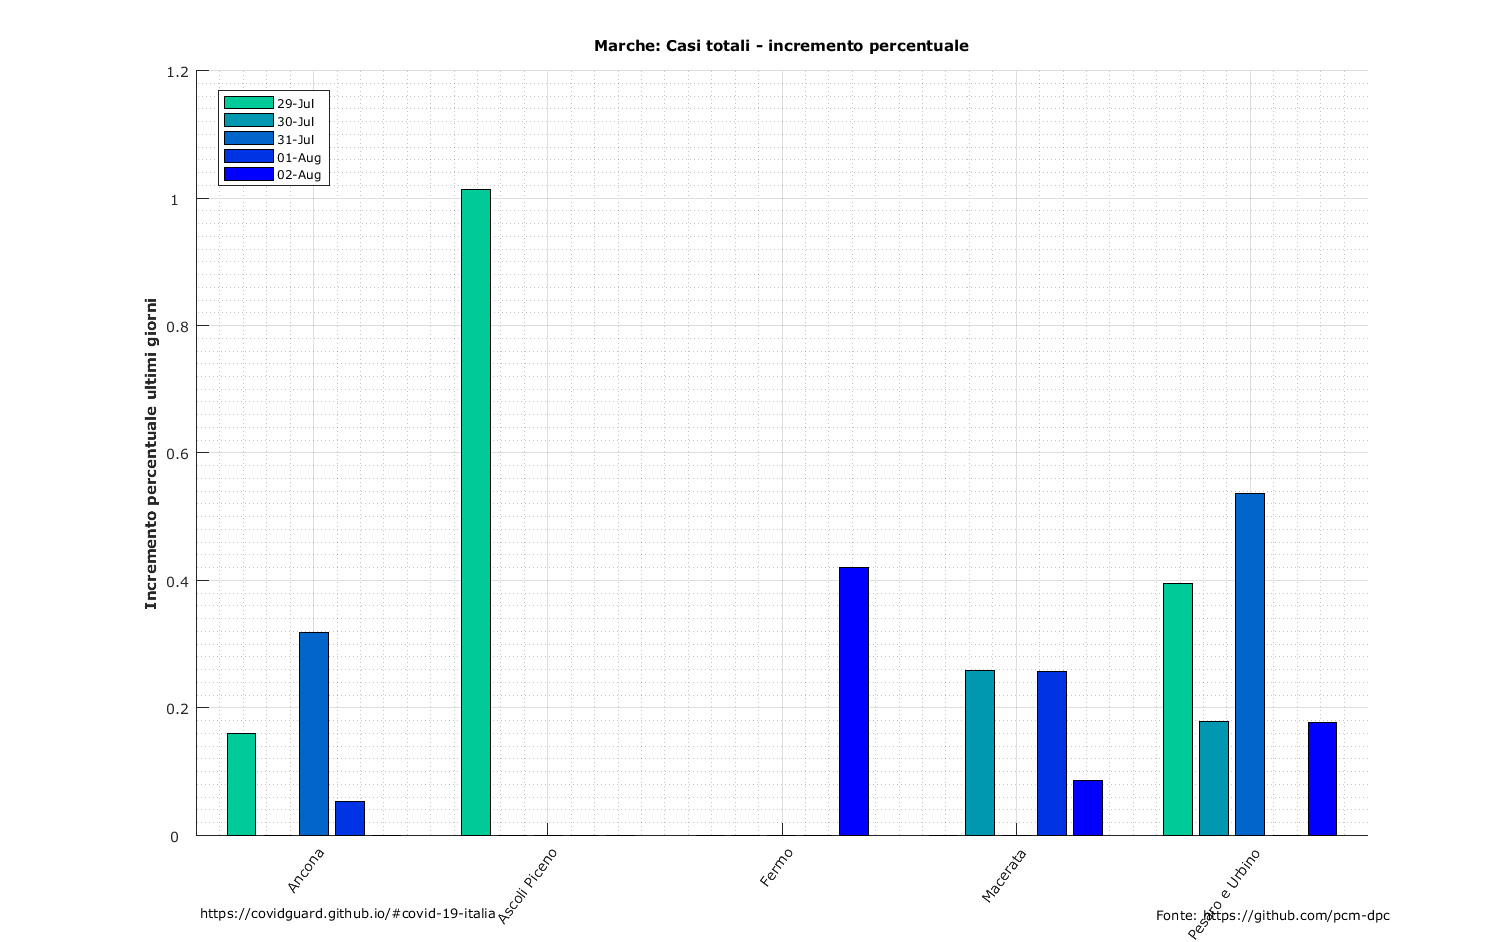 Marche: Casi totali - incremento percentuale
29-Jul
30-Jul
31-Jul
01-Aug
02-Aug
Incremento percentuale ultimi giorni
1.2
1
0.8
0.6
0.4
0.2
0
Ancona
Ascoli Piceno
Fermo
Macerata
Pesaro e Urbino
https://covidguard.github.io/#covid-19-italia
Fonte: https://github.com/pcm-dpc